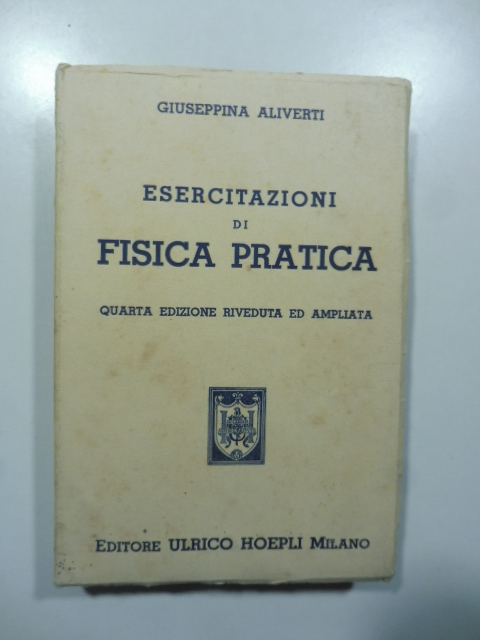 GIUSEPPINA ALIVERTI
ESERCITAZIONI
DI
FISICA PRATICA
QUARTA EDIZIONE RIVEDUTA ED AMPLIATA
EDITORE ULRICO HOEPLI MILANO